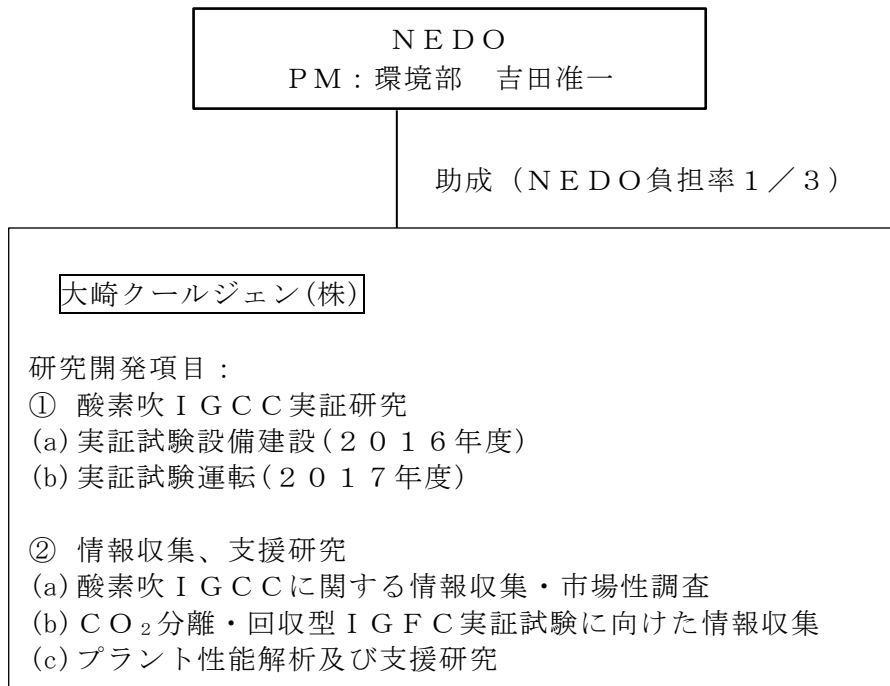 ＮＥＤＯ
ＰＭ：環境部　吉田准一
助成（ＮＥＤＯ負担率１／３）
大崎クールジェン(株)
研究開発項目：
① 酸素吹ＩＧＣＣ実証研究
(a)実証試験設備建設(２０１６年度)
(b)実証試験運転(２０１７年度)
② 情報収集、支援研究
(a)酸素吹ＩＧＣＣに関する情報収集・市場性調査
(b)ＣＯ₂分離・回収型ＩＧＦＣ実証試験に向けた情報収集
(c)プラント性能解析及び支援研究